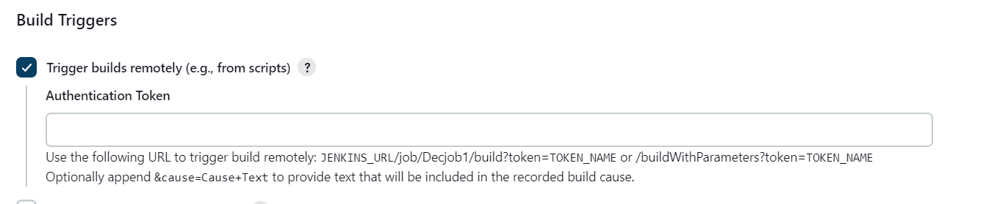 Build Triggers
Trigger builds remotely (e.g., from scripts) ?
Authentication Token
Use the following URL to trigger build remotely: JENKINS_URL/job/Decjob1/build?token=TOKEN_NAME or /buildWithParameters?token=TOKEN_NAME
Optionally append &cause=Cause+Text to provide text that will be included in the recorded build cause.